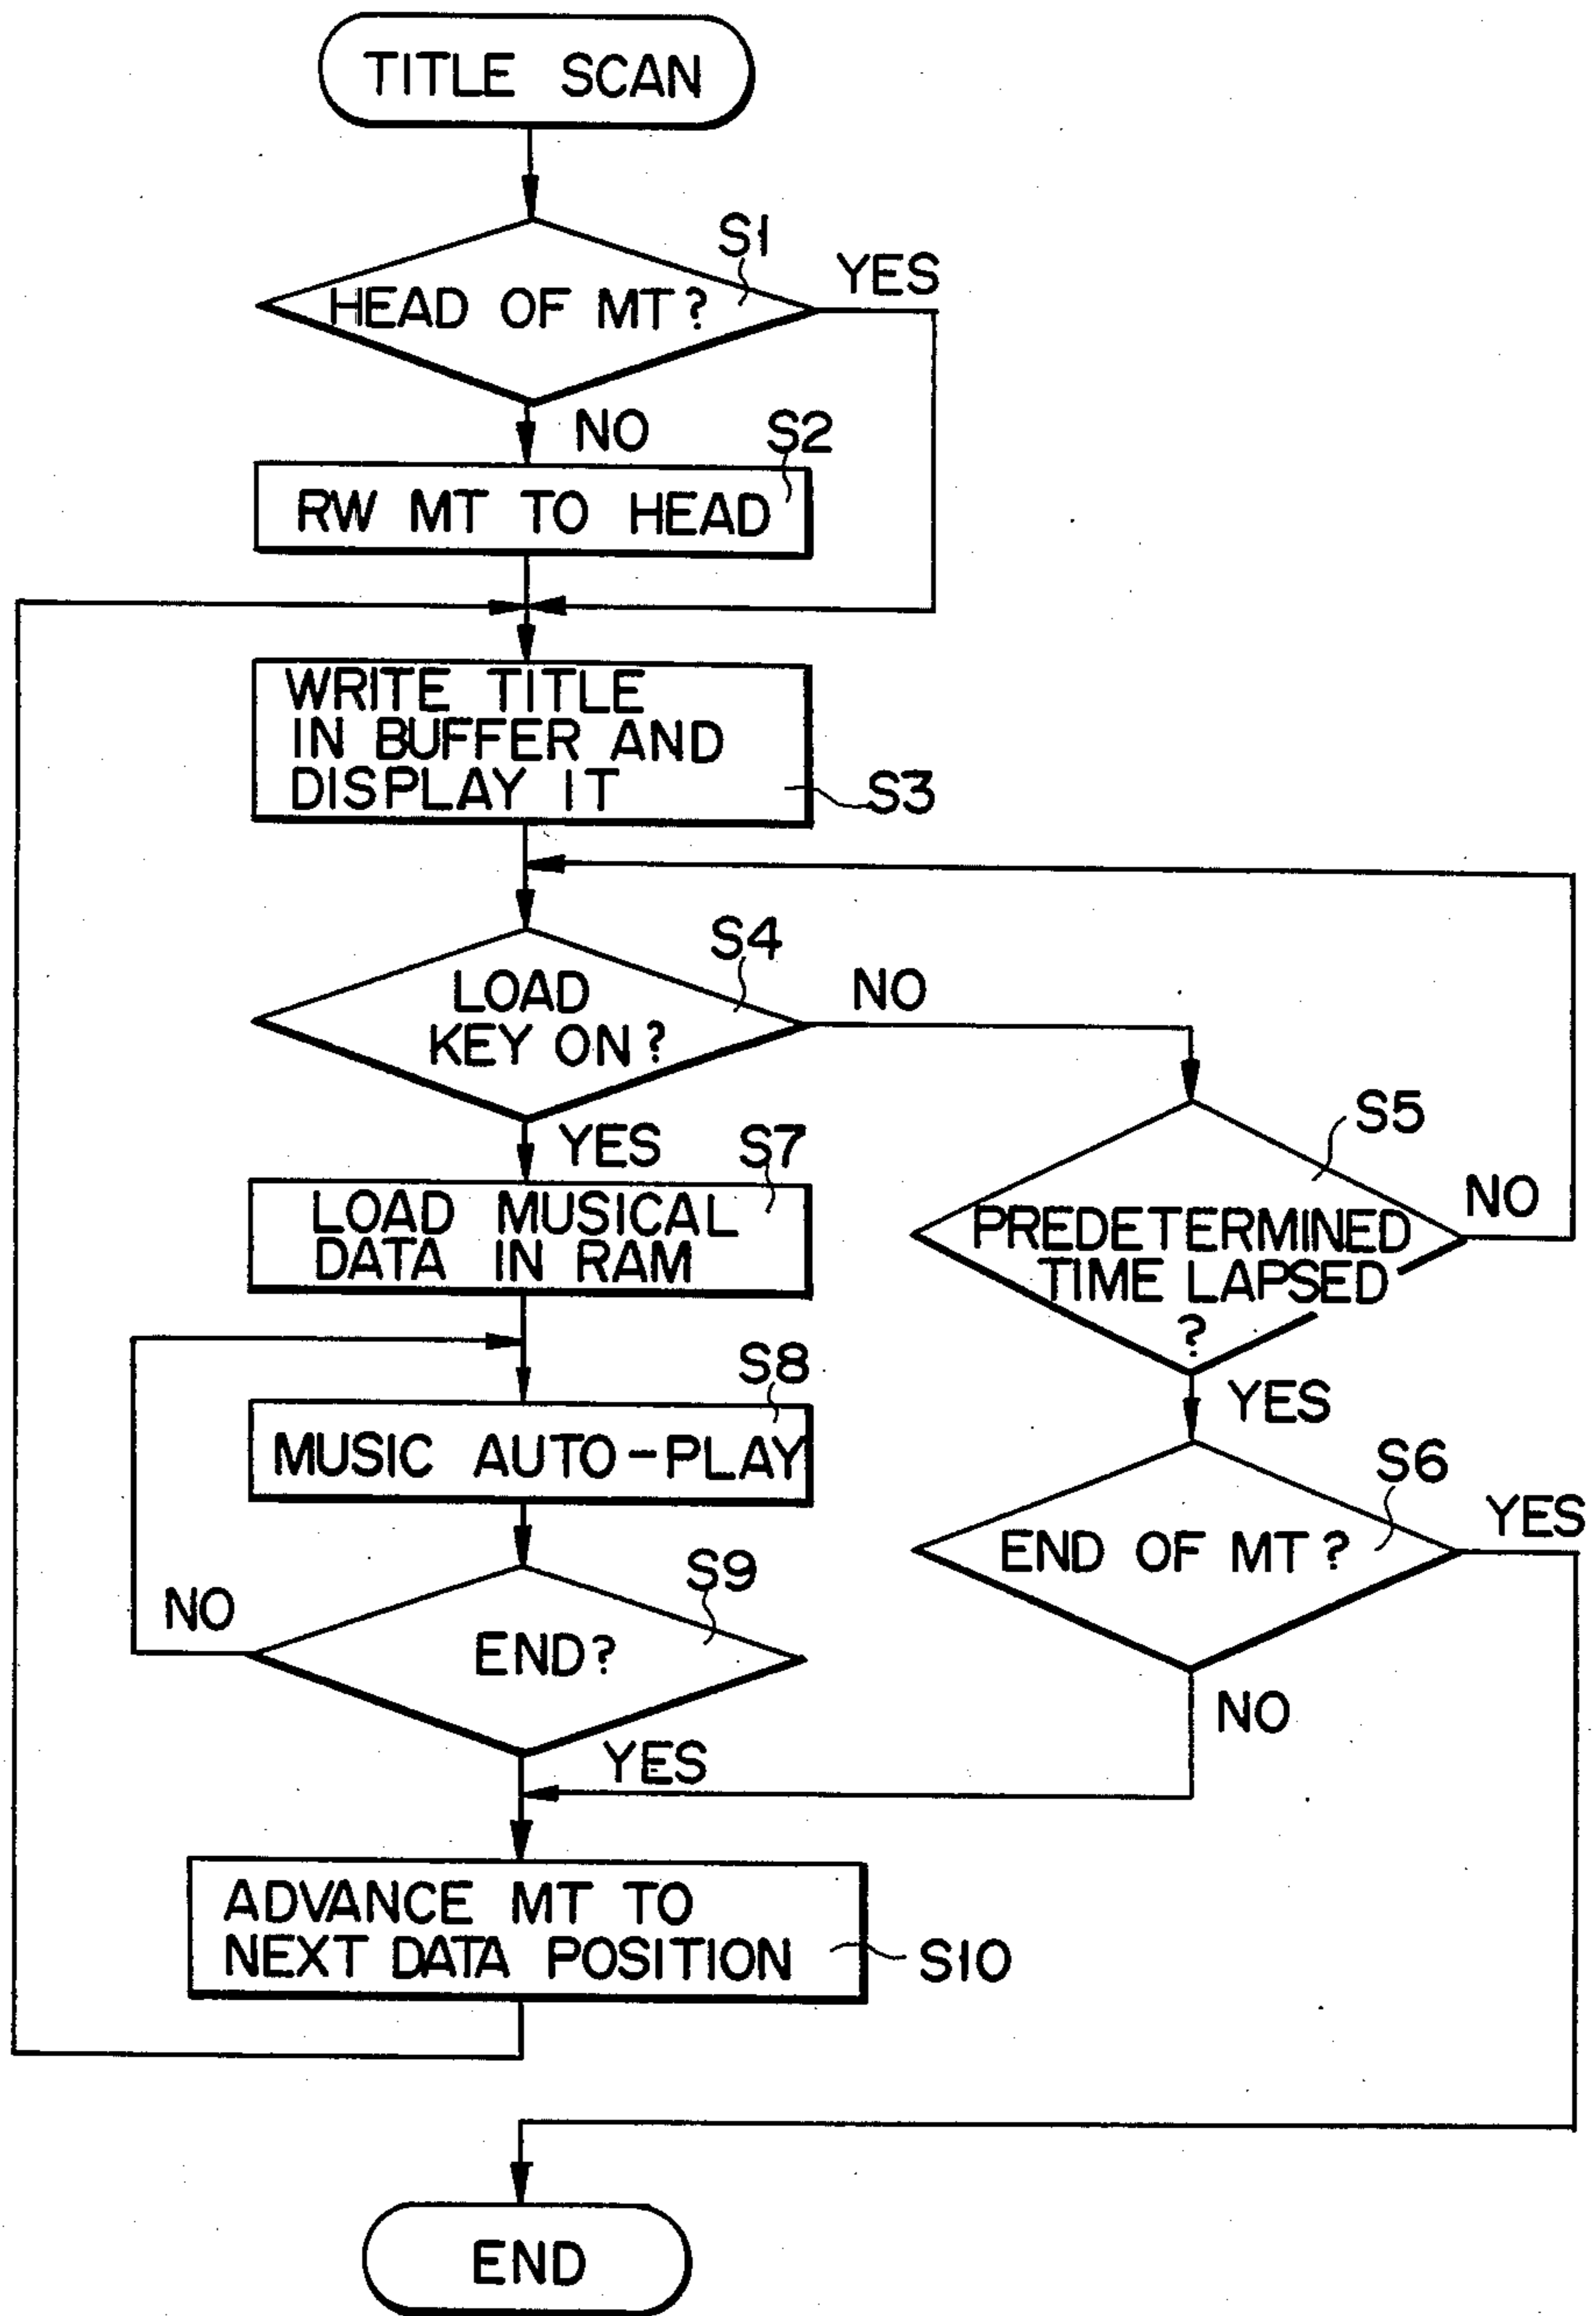 TITLE SCAN
S1
HEAD OF MT?
YES
NO
S2
RW MT TO HEAD
WRITE TITLE
IN BUFFER AND
DISPLAY IT
S3
S4
LOAD
KEY ON?
NO
YES
S5
PREDETERMINED
TIME LAPSED
?
NO
YES
S7
LOAD MUSICAL
DATA IN RAM
S8
MUSIC AUTO-PLAY
S6
END OF MT?
YES
NO
S9
END?
NO
YES
ADVANCE MT TO
NEXT DATA POSITION
S10
END